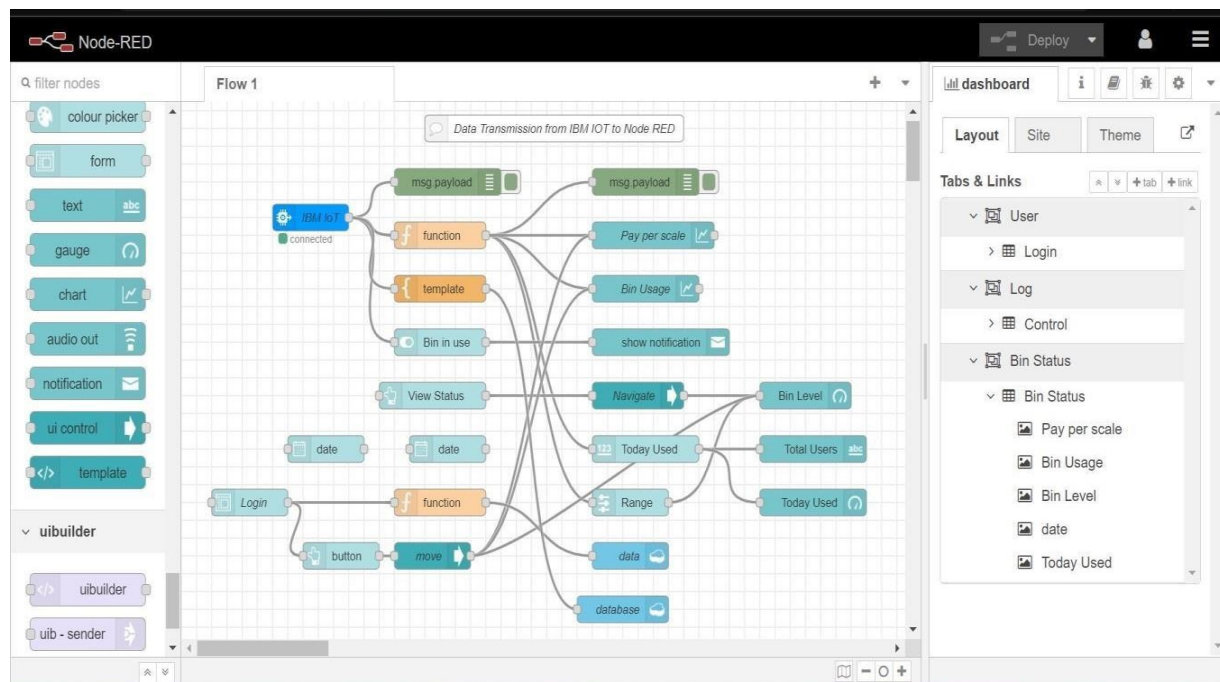 Node-RED
Deploy
filter nodes
colour picker
form
text
abc
gauge
chart
audio out
notification
ui control
template
uibuilder
uibuilder
uib - sender
Flow 1
Data Transmission from IBM IOT to Node RED
msg.payload
msg.payload
IBM IoT
connected
function
Pay per scale
template
Bin Usage
Bin in use
show notification
View Status
Navigate
Bin Level
date
date
123
Today Used
Total Users
abc
Login
function
Range
Today Used
button
move
data
database
dashboard
i
Layout
Site
Theme
Tabs & Links
+ tab
+ link
User
Login
Log
Control
Bin Status
Bin Status
Pay per scale
Bin Usage
Bin Level
date
Today Used